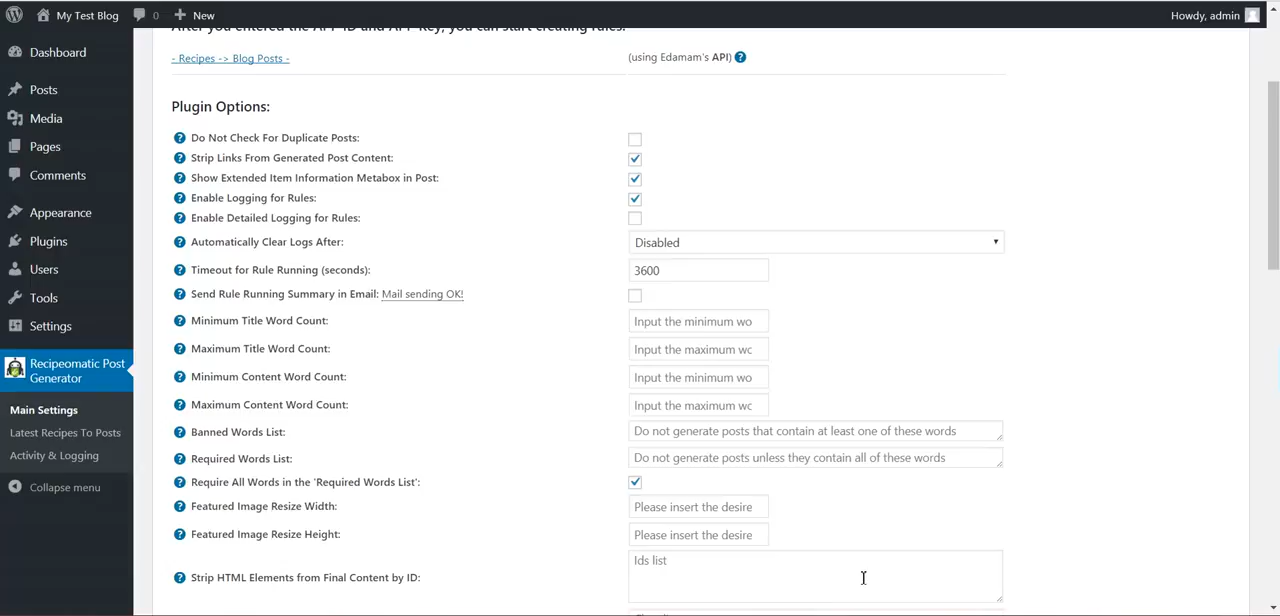 My Test Blog 0 New Howdy, admin
After you entered the API ID and API Key, you can start creating rules!
Dashboard
Posts
Media
Pages
Comments
Appearance
Plugins
Users
Tools
Settings
Recipeomatic Post
Generator
Main Settings
Latest Recipes To Posts
Activity & Logging
Collapse menu
- Recipes -> Blog Posts - (using Edamam's API) ?
Plugin Options:
? Do Not Check For Duplicate Posts:
? Strip Links From Generated Post Content:
? Show Extended Item Information Metabox in Post:
? Enable Logging for Rules:
? Enable Detailed Logging for Rules:
? Automatically Clear Logs After: Disabled
? Timeout for Rule Running (seconds): 3600
? Send Rule Running Summary in Email: Mail sending OK!
? Minimum Title Word Count: Input the minimum wo
? Maximum Title Word Count: Input the maximum wc
? Minimum Content Word Count: Input the minimum wo
? Maximum Content Word Count: Input the maximum wc
? Banned Words List: Do not generate posts that contain at least one of these words
? Required Words List: Do not generate posts unless they contain all of these words
? Require All Words in the 'Required Words List':
? Featured Image Resize Width: Please insert the desire
? Featured Image Resize Height: Please insert the desire
? Strip HTML Elements from Final Content by ID: Ids list